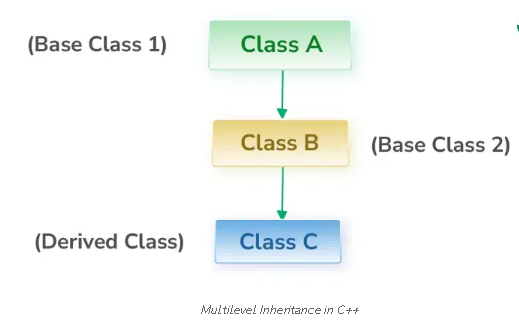 (Base Class 1)
Class A
Class B
(Base Class 2)
(Derived Class)
Class C
Multilevel Inheritance in C++